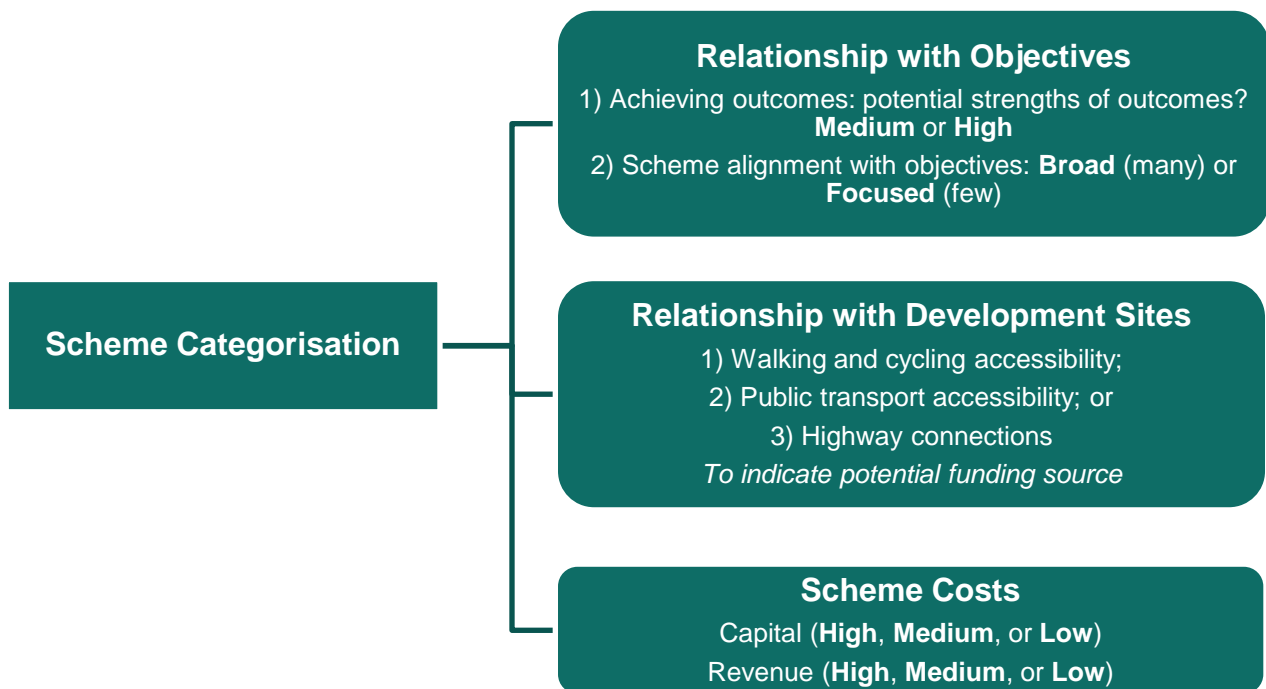 Relationship with Objectives
1) Achieving outcomes: potential strengths of outcomes?
Medium or High
2) Scheme alignment with objectives: Broad (many) or
Focused (few)
Scheme Categorisation
Relationship with Development Sites
1) Walking and cycling accessibility;
2) Public transport accessibility; or
3) Highway connections
To indicate potential funding source
Scheme Costs
Capital (High, Medium, or Low)
Revenue (High, Medium, or Low)